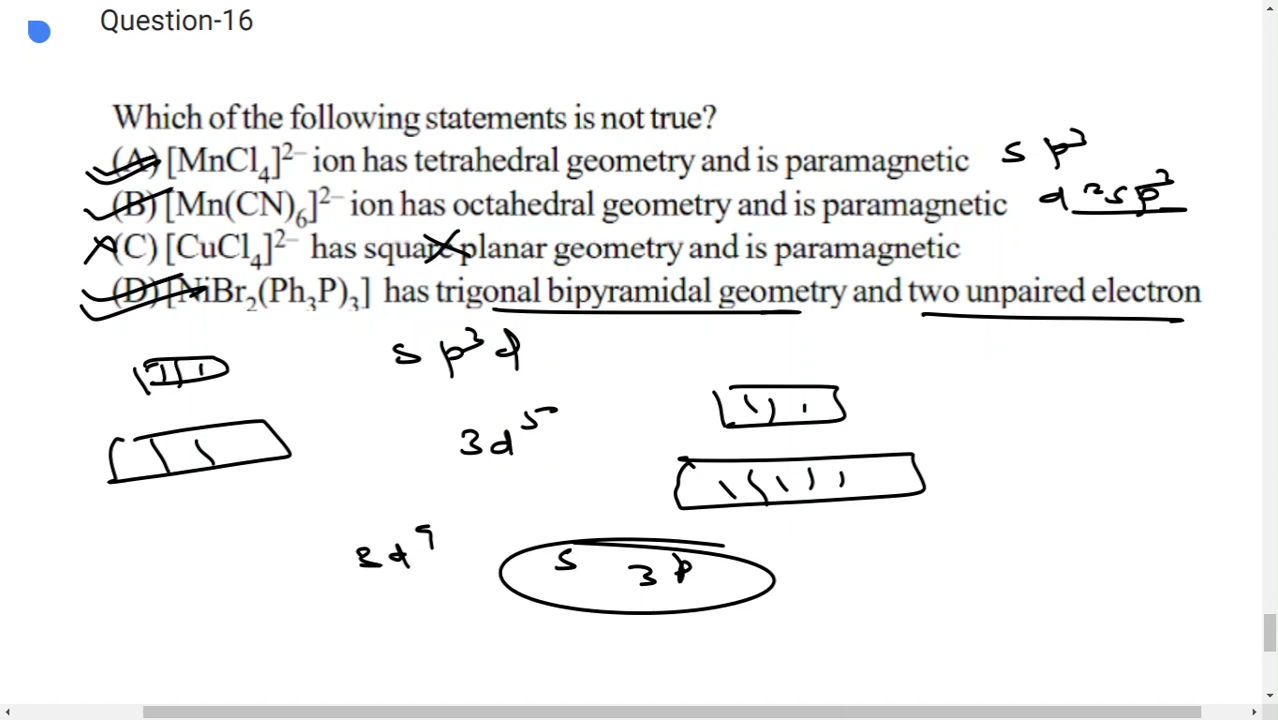 Question-16
Which of the following statements is not true?
(A) [MnCl₄]²⁻ ion has tetrahedral geometry and is paramagnetic sp³
(B) [Mn(CN)₆]²⁻ ion has octahedral geometry and is paramagnetic d²sp³
(C) [CuCl₄]²⁻ has square planar geometry and is paramagnetic
(D) [NiBr₂(Ph₃P)₃] has trigonal bipyramidal geometry and two unpaired electron
sp³d
3d⁵
3d⁹ s 3p